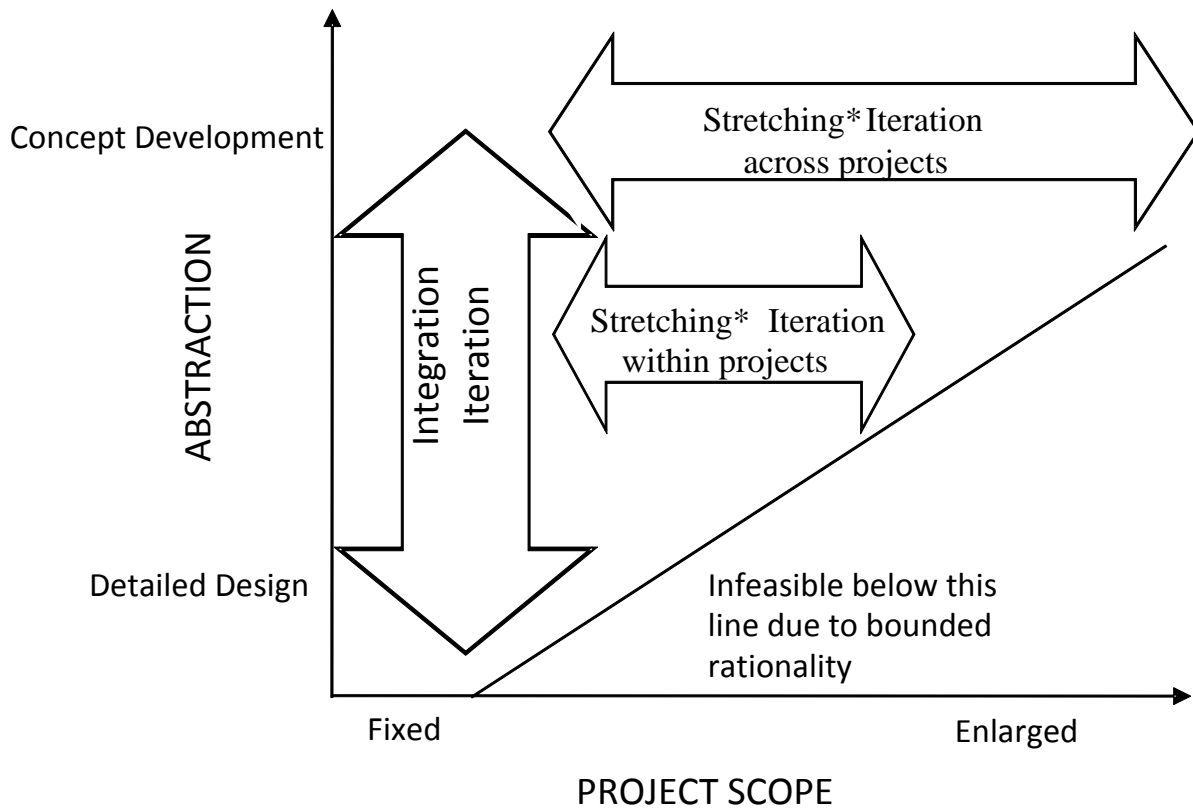 Concept Development
ABSTRACTION
Detailed Design
Integration
Iteration
Stretching* Iteration
across projects
Stretching* Iteration
within projects
Infeasible below this
line due to bounded
rationality
Fixed
Enlarged
PROJECT SCOPE